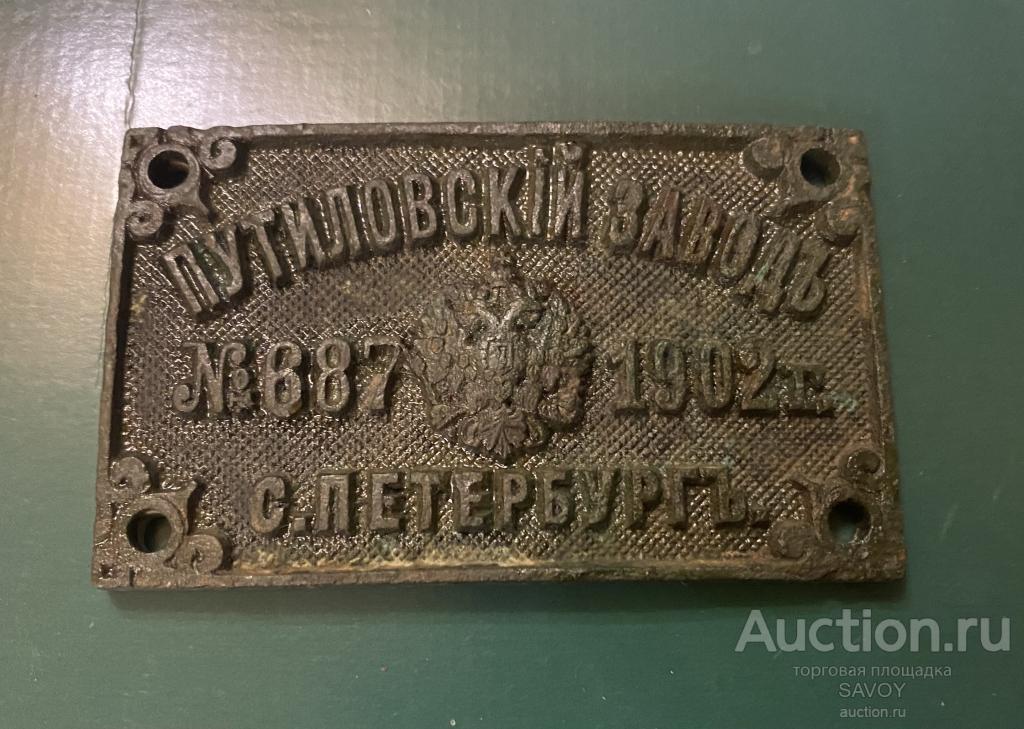 ПУТИЛОВСКІЙ ЗАВОДЪ
№ 687 1902 г.
С. ПЕТЕРБУРГЪ.
Auction.ru
торговая площадка
SAVOY
auction.ru